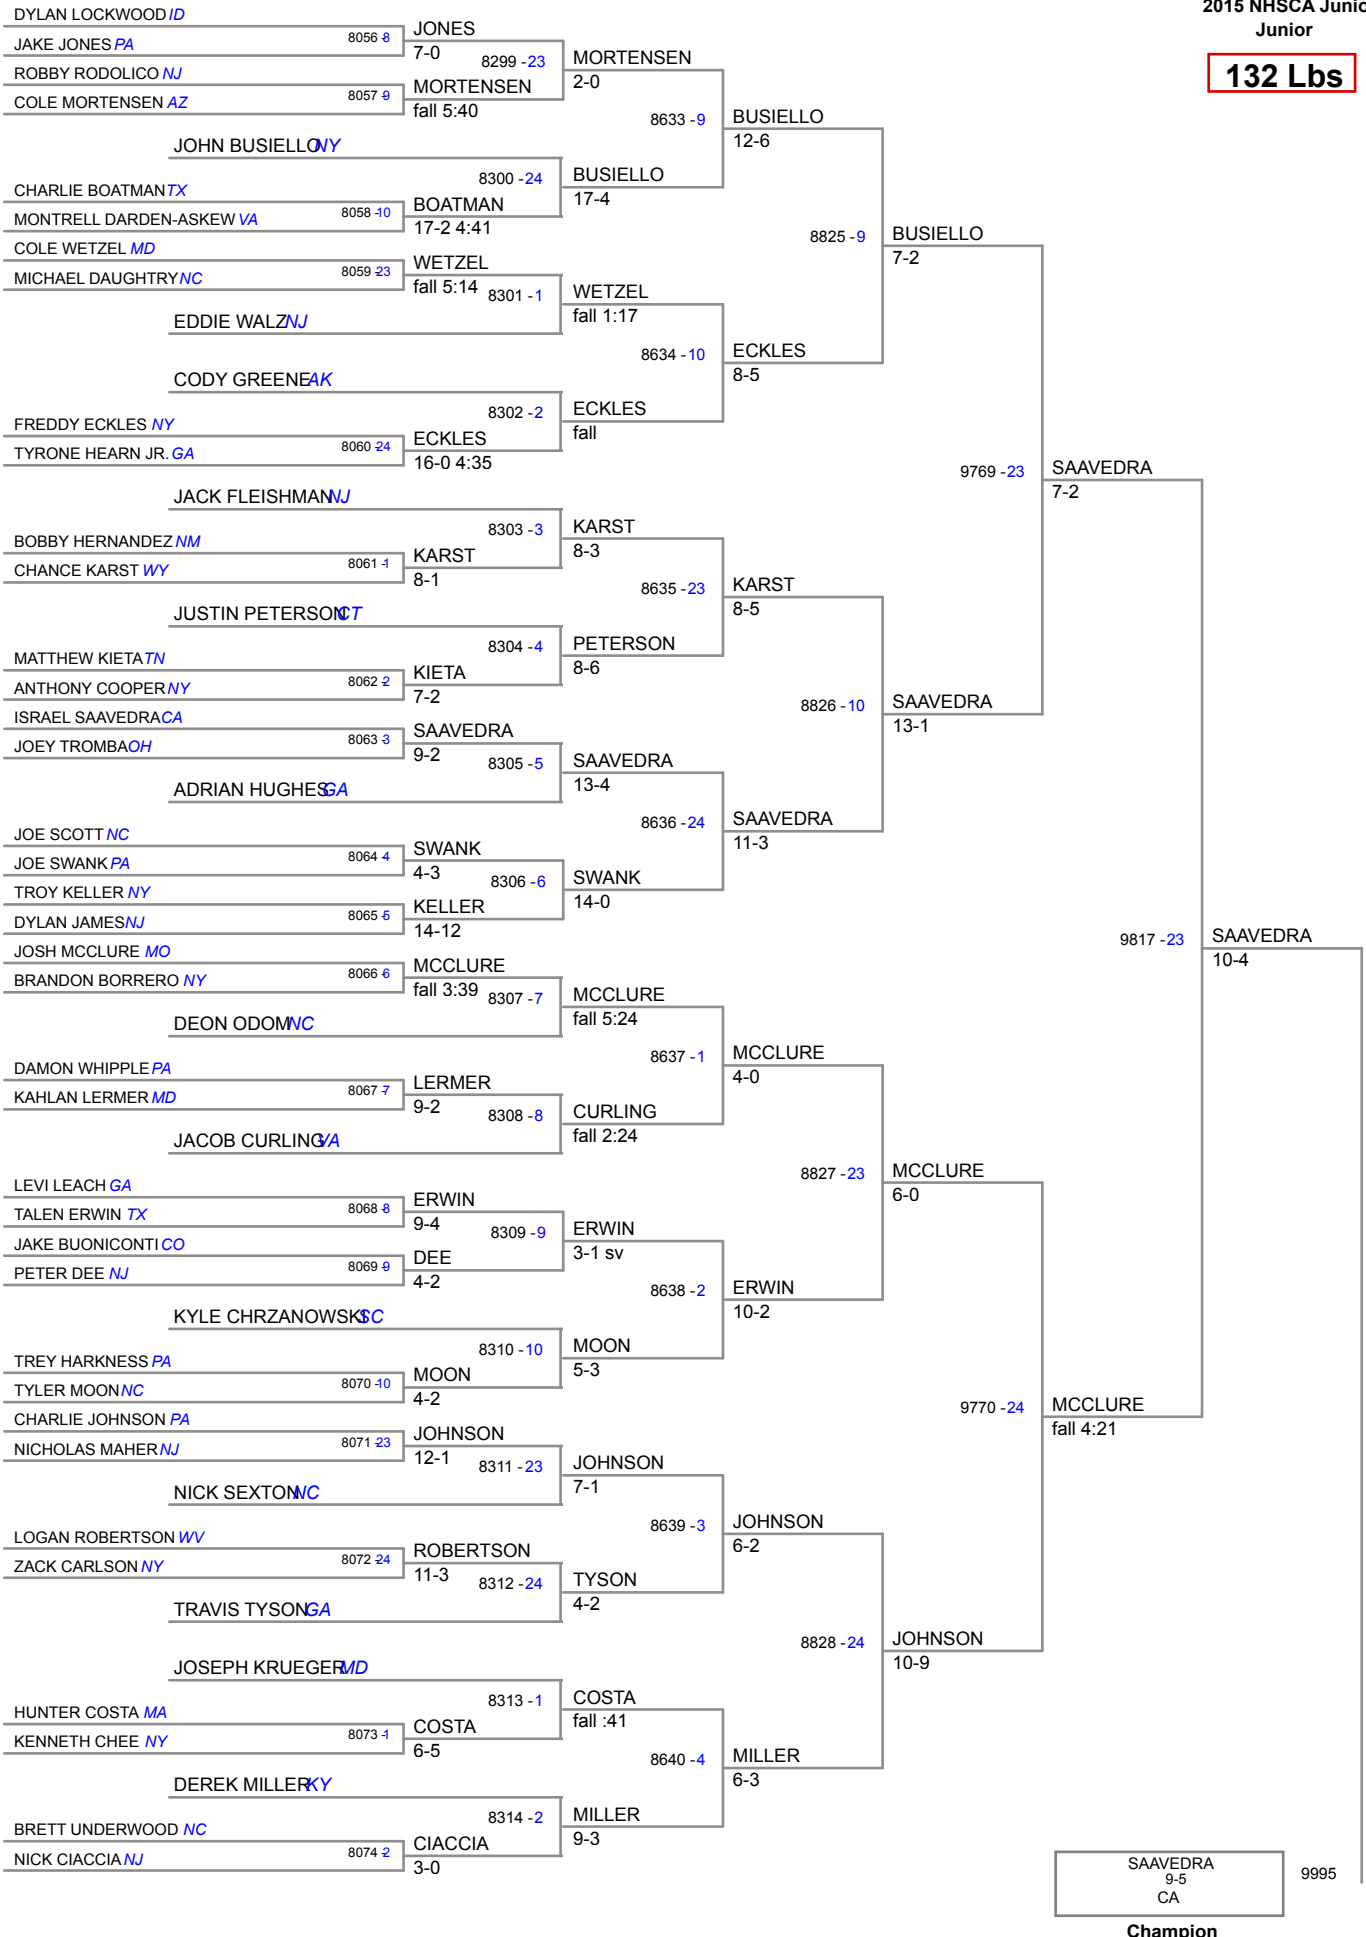 2015 NHSCA Junio
Junior
132 Lbs
DYLAN LOCKWOOD ID
JAKE JONES PA
8056 -8
JONES
7-0
8299 -23
MORTENSEN
2-0
ROBBY RODOLICO NJ
COLE MORTENSEN AZ
8057 -9
MORTENSEN
fall 5:40
8633 -9
BUSIELLO
12-6
JOHN BUSIELLO NY
8300 -24
BUSIELLO
17-4
CHARLIE BOATMAN TX
MONTRELL DARDEN-ASKEW VA
8058 -10
BOATMAN
17-2 4:41
8825 -9
BUSIELLO
7-2
COLE WETZEL MD
MICHAEL DAUGHTRY NC
8059 -23
WETZEL
fall 5:14
8301 -1
WETZEL
fall 1:17
EDDIE WALZ NJ
8634 -10
ECKLES
8-5
CODY GREENE AK
8302 -2
ECKLES
fall
FREDDY ECKLES NY
TYRONE HEARN JR. GA
8060 -24
ECKLES
16-0 4:35
9769 -23
SAAVEDRA
7-2
JACK FLEISHMAN NJ
8303 -3
KARST
8-3
BOBBY HERNANDEZ NM
CHANCE KARST WY
8061 -1
KARST
8-1
8635 -23
KARST
8-5
JUSTIN PETERSON CT
8304 -4
PETERSON
8-6
MATTHEW KIETA TN
ANTHONY COOPER NY
8062 -2
KIETA
7-2
8826 -10
SAAVEDRA
13-1
ISRAEL SAAVEDRA CA
JOEY TROMBA OH
8063 -3
SAAVEDRA
9-2
8305 -5
SAAVEDRA
13-4
ADRIAN HUGHES GA
8636 -24
SAAVEDRA
11-3
JOE SCOTT NC
JOE SWANK PA
8064 -4
SWANK
4-3
8306 -6
SWANK
14-0
TROY KELLER NY
DYLAN JAMES NJ
8065 -5
KELLER
14-12
9817 -23
SAAVEDRA
10-4
JOSH MCCLURE MO
BRANDON BORRERO NY
8066 -6
MCCLURE
fall 3:39
8307 -7
MCCLURE
fall 5:24
DEON ODOM NC
8637 -1
MCCLURE
4-0
DAMON WHIPPLE PA
KAHLAN LERMER MD
8067 -7
LERMER
9-2
8308 -8
CURLING
fall 2:24
JACOB CURLING VA
8827 -23
MCCLURE
6-0
LEVI LEACH GA
TALEN ERWIN TX
8068 -8
ERWIN
9-4
8309 -9
ERWIN
3-1 sv
JAKE BUONICONTI CO
PETER DEE NJ
8069 -9
DEE
4-2
8638 -2
ERWIN
10-2
KYLE CHRZANOWSKI SC
8310 -10
MOON
5-3
TREY HARKNESS PA
TYLER MOON NC
8070 -10
MOON
4-2
9770 -24
MCCLURE
fall 4:21
CHARLIE JOHNSON PA
NICHOLAS MAHER NJ
8071 -23
JOHNSON
12-1
8311 -23
JOHNSON
7-1
NICK SEXTON NC
8639 -3
JOHNSON
6-2
LOGAN ROBERTSON WV
ZACK CARLSON NY
8072 -24
ROBERTSON
11-3
8312 -24
TYSON
4-2
TRAVIS TYSON GA
8828 -24
JOHNSON
10-9
JOSEPH KRUEGER MD
8313 -1
COSTA
fall :41
HUNTER COSTA MA
KENNETH CHEE NY
8073 -1
COSTA
6-5
8640 -4
MILLER
6-3
DEREK MILLER KY
8314 -2
MILLER
9-3
BRETT UNDERWOOD NC
NICK CIACCIA NJ
8074 -2
CIACCIA
3-0
SAAVEDRA
9-5
CA
9995
Champion